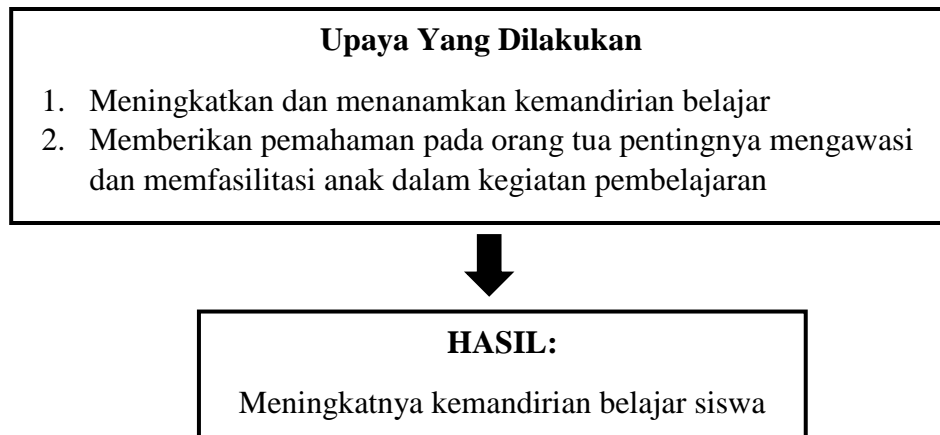 Upaya Yang Dilakukan
1. Meningkatkan dan menanamkan kemandirian belajar
2. Memberikan pemahaman pada orang tua pentingnya mengawasi
dan memfasilitasi anak dalam kegiatan pembelajaran
HASIL:
Meningkatnya kemandirian belajar siswa